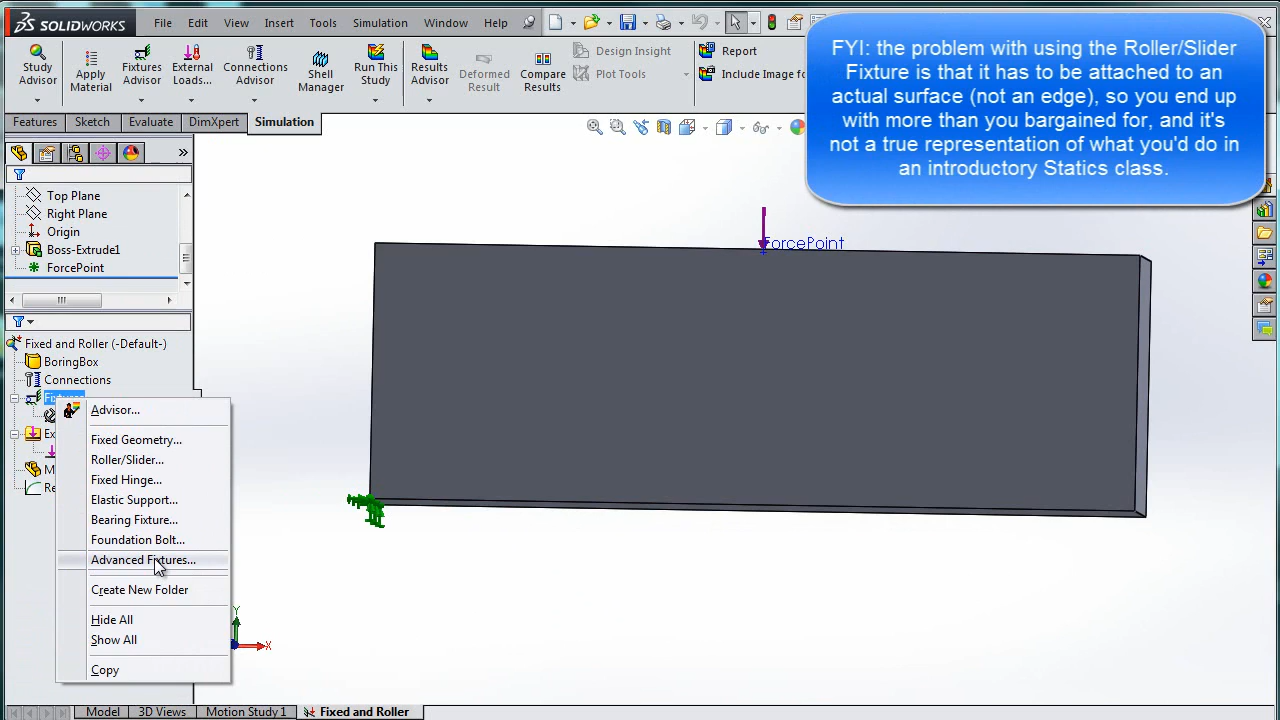 SOLIDWORKS File Edit View Insert Tools Simulation Window Help
FYI: the problem with using the Roller/Slider
Fixture is that it has to be attached to an
actual surface (not an edge), so you end up
with more than you bargained for, and it's
not a true representation of what you'd do in
an introductory Statics class.
Study
Advisor
Apply
Material
Fixtures
Advisor
External
Loads...
Connections
Advisor
Shell
Manager
Run This
Study
Results
Advisor
Deformed
Result
Compare
Results
Design Insight
Plot Tools
Report
Include Image fo
Features Sketch Evaluate DimXpert Simulation
Top Plane
Right Plane
Origin
Boss-Extrude1
ForcePoint
Fixed and Roller (-Default-)
BoringBox
Connections
Advisor...
Fixed Geometry...
Roller/Slider...
Fixed Hinge...
Elastic Support...
Bearing Fixture...
Foundation Bolt...
Advanced Fixtures...
Create New Folder
Hide All
Show All
Copy
ForcePoint
Y
X
Model 3D Views Motion Study 1 Fixed and Roller